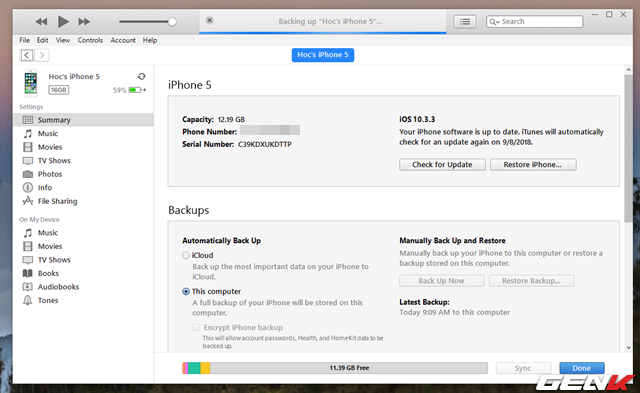 Backing up "Hoc's iPhone 5"...
Search
File Edit View Controls Account Help
Hoc's iPhone 5
Hoc's iPhone 5
16GB 59%
Settings
Summary
Music
Movies
TV Shows
Photos
Info
File Sharing
On My Device
Music
Movies
TV Shows
Books
Audiobooks
Tones
iPhone 5
Capacity: 12.19 GB
Phone Number:
Serial Number: C39KDXUKDTTP
iOS 10.3.3
Your iPhone software is up to date. iTunes will automatically
check for an update again on 9/8/2018.
Check for Update Restore iPhone...
Backups
Automatically Back Up
iCloud
Back up the most important data on your iPhone to
iCloud.
This computer
A full backup of your iPhone will be stored on this
computer.
Encrypt iPhone backup
This will allow account passwords, Health, and HomeKit data to be
backed up.
Manually Back Up and Restore
Manually back up your iPhone to this computer or restore a
backup stored on this computer.
Back Up Now Restore Backup...
Latest Backup:
Today 9:09 AM to this computer
11.39 GB Free Sync Done
GENK